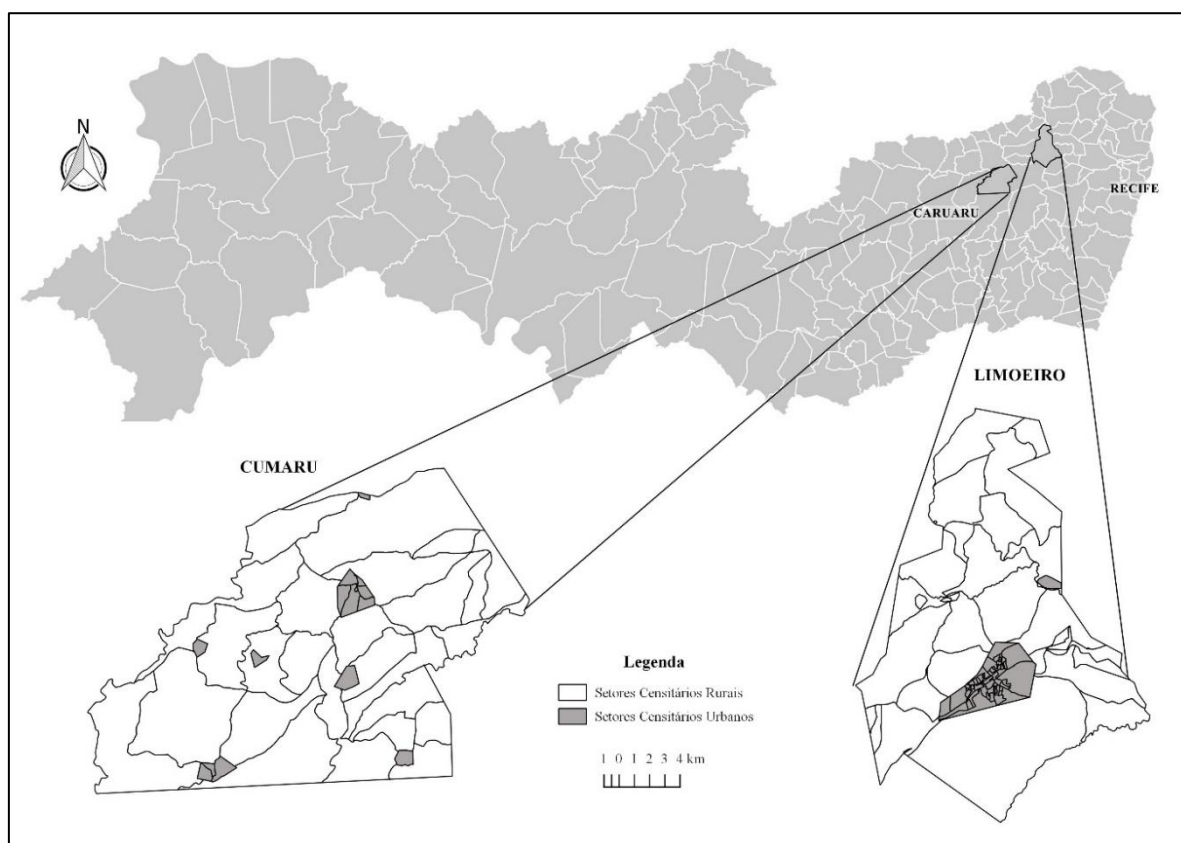 N
RECIFE
CARUARU
LIMOEIRO
CUMARU
Legenda
Setores Censitários Rurais
Setores Censitários Urbanos
1 0 1 2 3 4 km